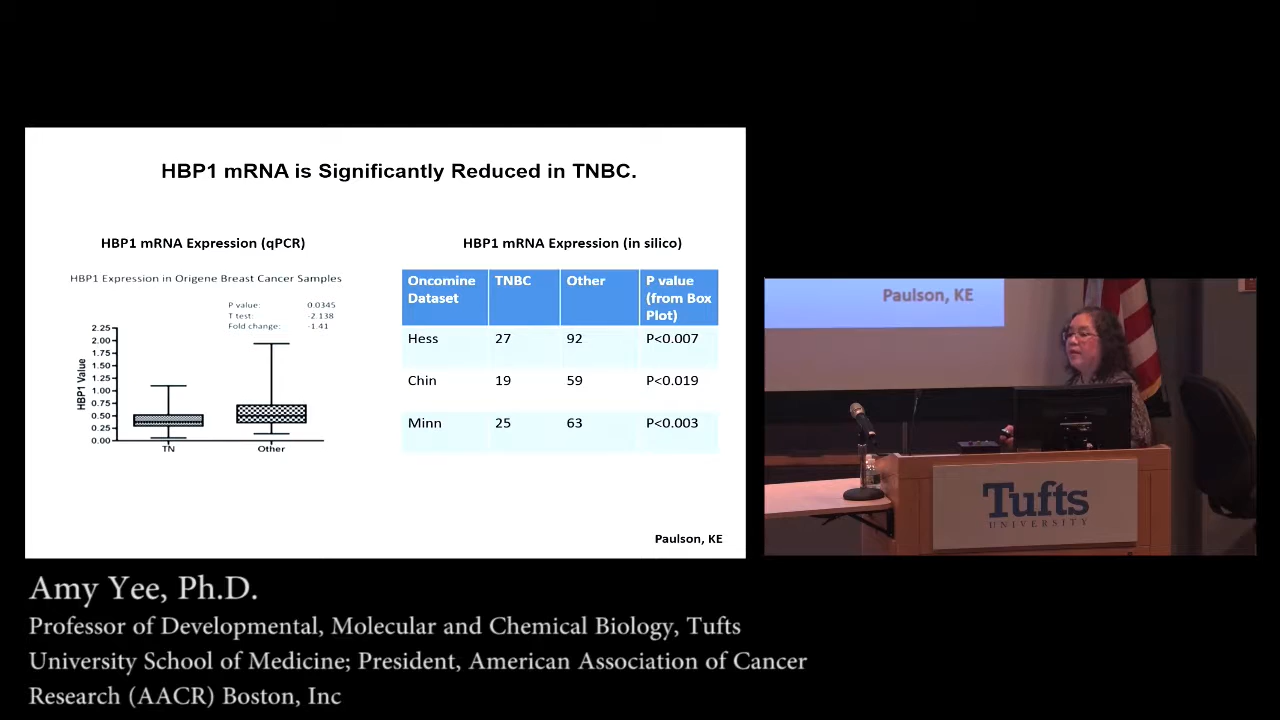 HBP1 mRNA is Significantly Reduced in TNBC.
HBP1 mRNA Expression (qPCR)
HBP1 Expression in Origene Breast Cancer Samples
P value: 0.0345
T test: -2.138
Fold change: -1.41
HBP1 Value
2.25
2.00
1.75
1.50
1.25
1.00
0.75
0.50
0.25
0.00
TN Other
HBP1 mRNA Expression (in silico)
Oncomine Dataset TNBC Other P value (from Box Plot)
Hess 27 92 P<0.007
Chin 19 59 P<0.019
Minn 25 63 P<0.003
Paulson, KE
Paulson, KE
Tufts
UNIVERSITY
Amy Yee, Ph.D.
Professor of Developmental, Molecular and Chemical Biology, Tufts
University School of Medicine; President, American Association of Cancer
Research (AACR) Boston, Inc